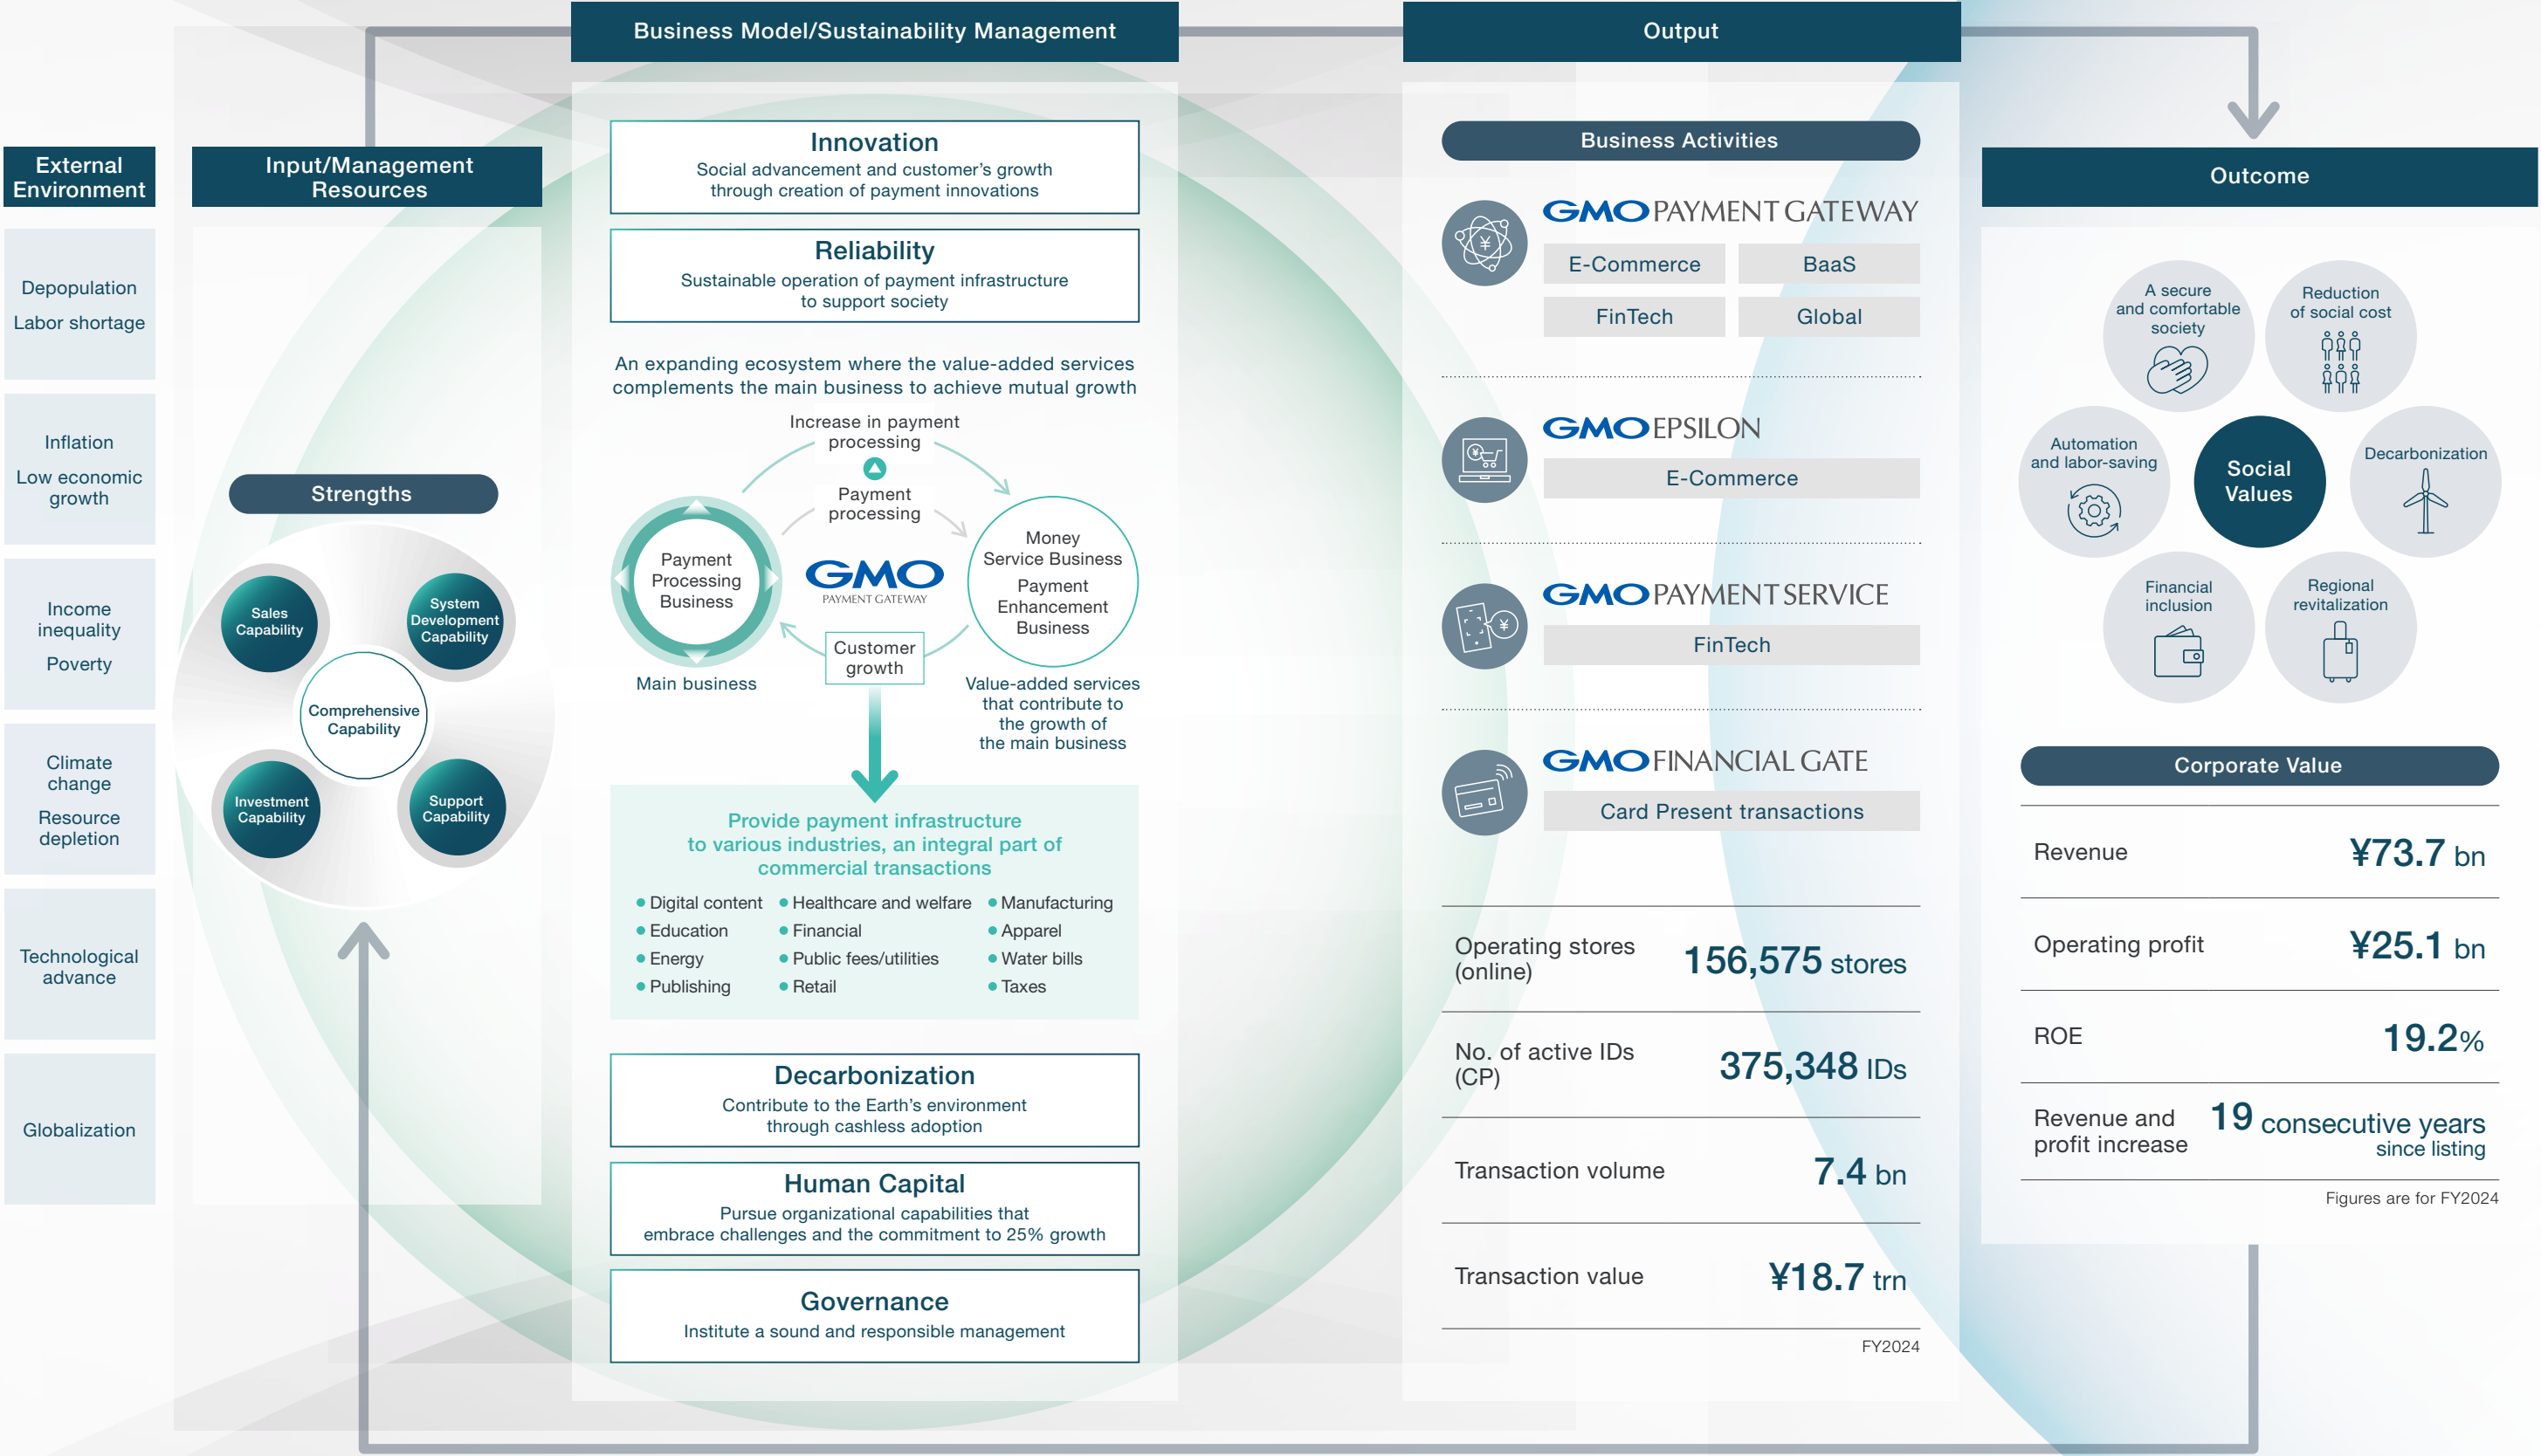 External
Environment
Depopulation
Labor shortage
Inflation
Low economic
growth
Income
inequality
Poverty
Climate
change
Resource
depletion
Technological
advance
Globalization
Input/Management
Resources
Strengths
Sales
Capability
System
Development
Capability
Comprehensive
Capability
Investment
Capability
Support
Capability
Business Model/Sustainability Management
Innovation
Social advancement and customer's growth
through creation of payment innovations
Reliability
Sustainable operation of payment infrastructure
to support society
An expanding ecosystem where the value-added services
complements the main business to achieve mutual growth
Increase in payment
processing
Payment
processing
Payment
Processing
Business
GMO
PAYMENT GATEWAY
Money
Service Business
Payment
Enhancement
Business
Customer
growth
Main business
Value-added services
that contribute to
the growth of
the main business
Provide payment infrastructure
to various industries, an integral part of
commercial transactions
• Digital content • Healthcare and welfare • Manufacturing
• Education • Financial • Apparel
• Energy • Public fees/utilities • Water bills
• Publishing • Retail • Taxes
Decarbonization
Contribute to the Earth's environment
through cashless adoption
Human Capital
Pursue organizational capabilities that
embrace challenges and the commitment to 25% growth
Governance
Institute a sound and responsible management
Output
Business Activities
¥
GMO PAYMENT GATEWAY
E-Commerce BaaS
FinTech Global
¥
GMO EPSILON
E-Commerce
¥
GMO PAYMENT SERVICE
FinTech
GMO FINANCIAL GATE
Card Present transactions
Operating stores
(online)
156,575 stores
No. of active IDs
(CP)
375,348 IDs
Transaction volume 7.4 bn
Transaction value ¥18.7 trn
FY2024
Outcome
A secure
and comfortable
society
Reduction
of social cost
Automation
and labor-saving
Social
Values
Decarbonization
Financial
inclusion
Regional
revitalization
Corporate Value
Revenue ¥73.7 bn
Operating profit ¥25.1 bn
ROE 19.2%
Revenue and
profit increase
19 consecutive years
since listing
Figures are for FY2024